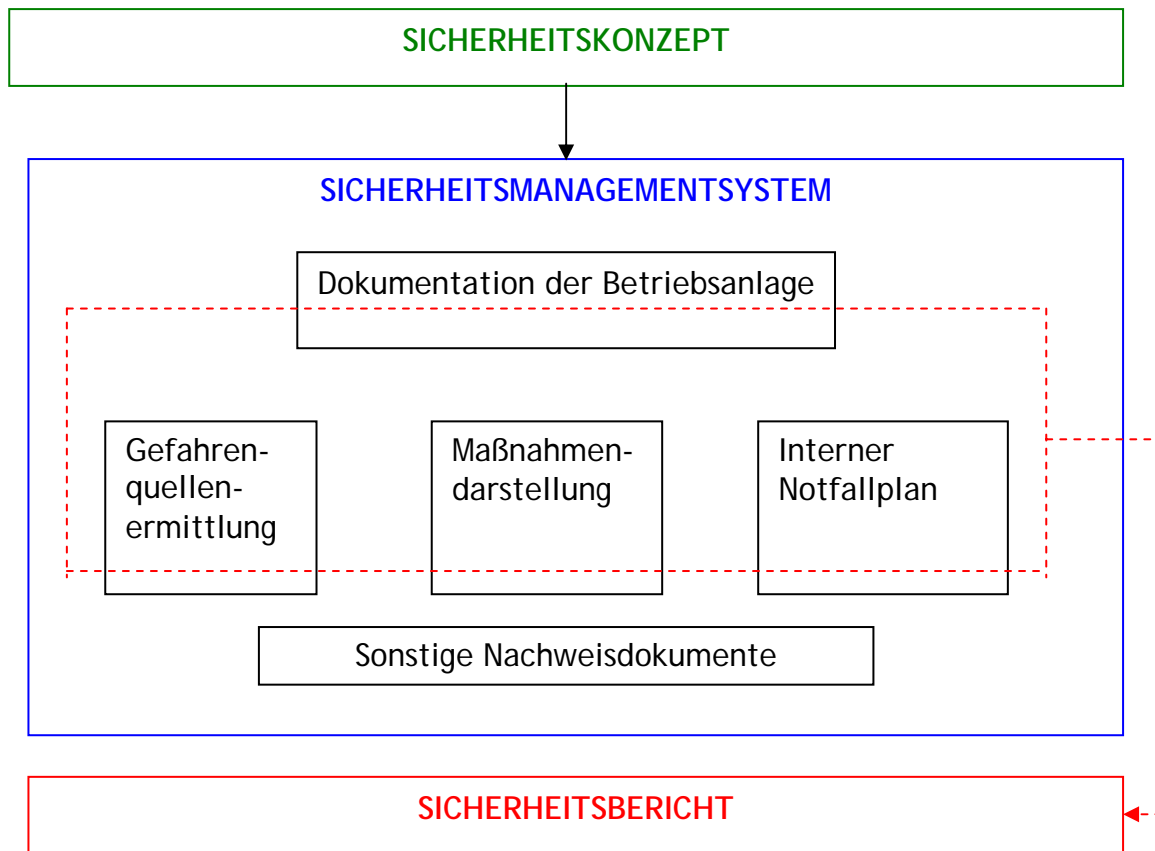 SICHERHEITSKONZEPT
SICHERHEITSMANAGEMENTSYSTEM
Dokumentation der Betriebsanlage
Gefahren-
quellen-
ermittlung
Maßnahmen-
darstellung
Interner
Notfallplan
Sonstige Nachweisdokumente
SICHERHEITSBERICHT